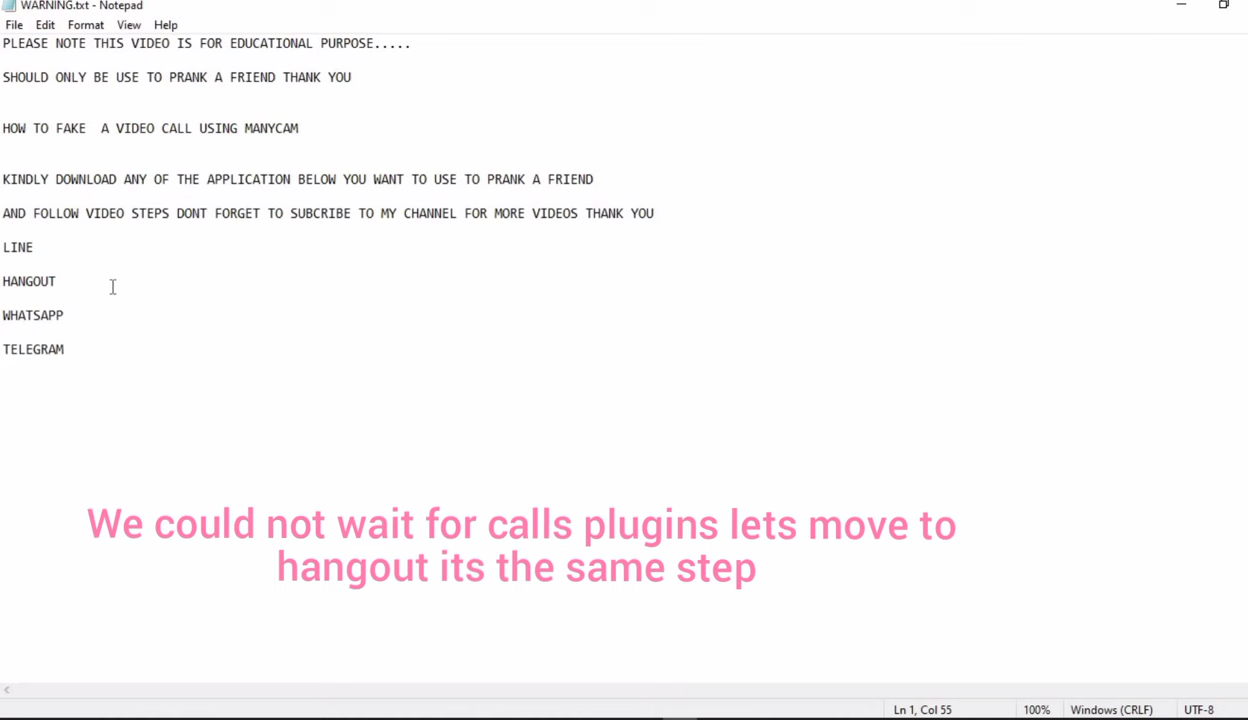 WARNING.txt - Notepad
File Edit Format View Help
PLEASE NOTE THIS VIDEO IS FOR EDUCATIONAL PURPOSE.....
SHOULD ONLY BE USE TO PRANK A FRIEND THANK YOU
HOW TO FAKE  A VIDEO CALL USING MANYCAM
KINDLY DOWNLOAD ANY OF THE APPLICATION BELOW YOU WANT TO USE TO PRANK A FRIEND
AND FOLLOW VIDEO STEPS DONT FORGET TO SUBCRIBE TO MY CHANNEL FOR MORE VIDEOS THANK YOU
LINE
HANGOUT
WHATSAPP
TELEGRAM
We could not wait for calls plugins lets move to
hangout its the same step
Ln 1, Col 55 100% Windows (CRLF) UTF-8